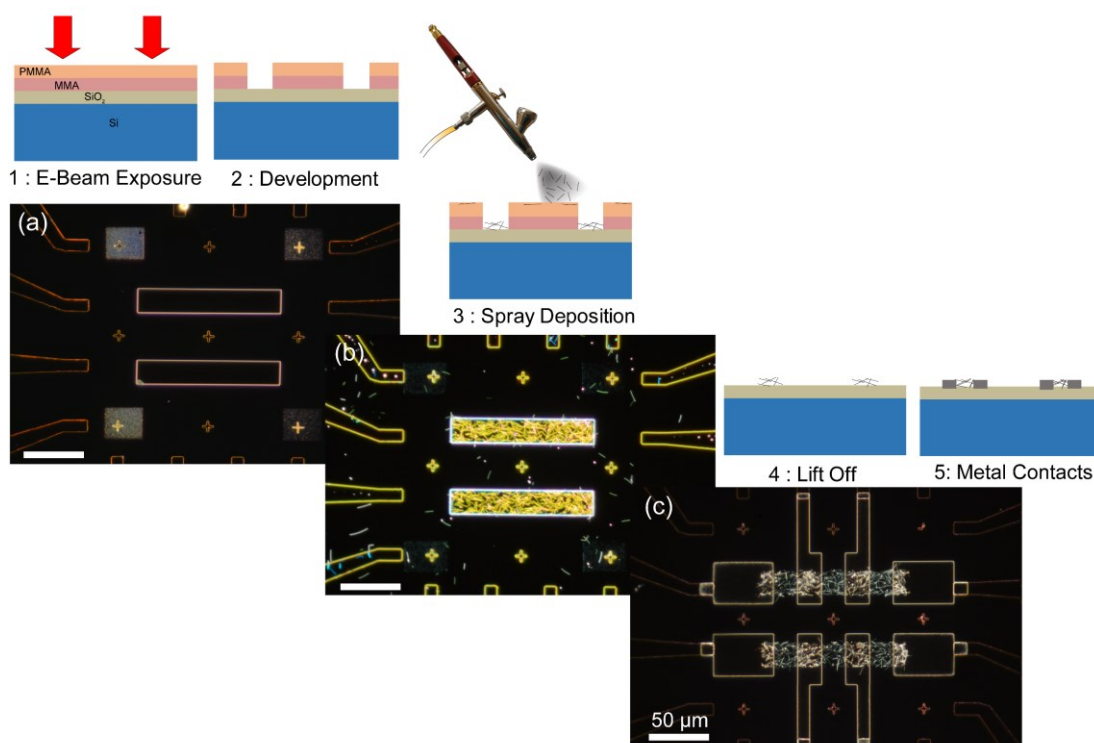 PMMA
MMA
SiO₂
Si
1 : E-Beam Exposure
2 : Development
3 : Spray Deposition
(a)
(b)
4 : Lift Off
5: Metal Contacts
(c)
50 µm